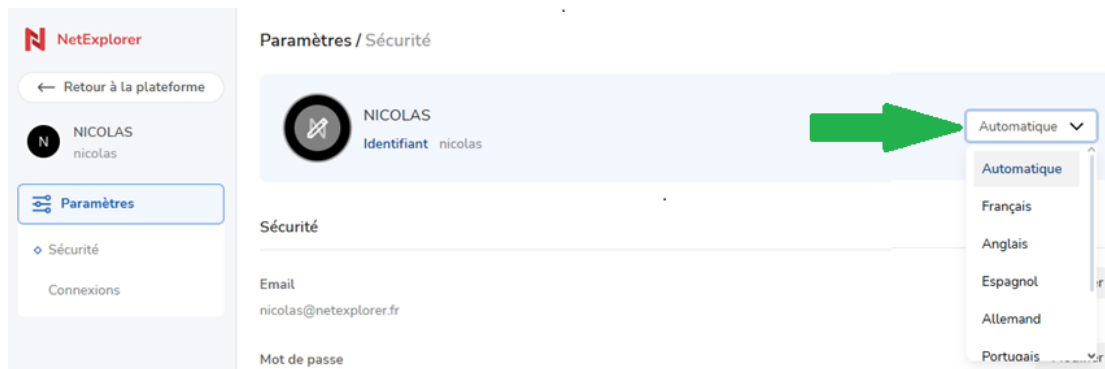 NetExplorer
← Retour à la plateforme
N
NICOLAS
nicolas
Paramètres
Sécurité
Connexions
Paramètres / Sécurité
NICOLAS
Identifiant nicolas
Automatique
Automatique
Français
Anglais
Espagnol
Allemand
Portugais
Sécurité
Email
nicolas@netexplorer.fr
Mot de passe